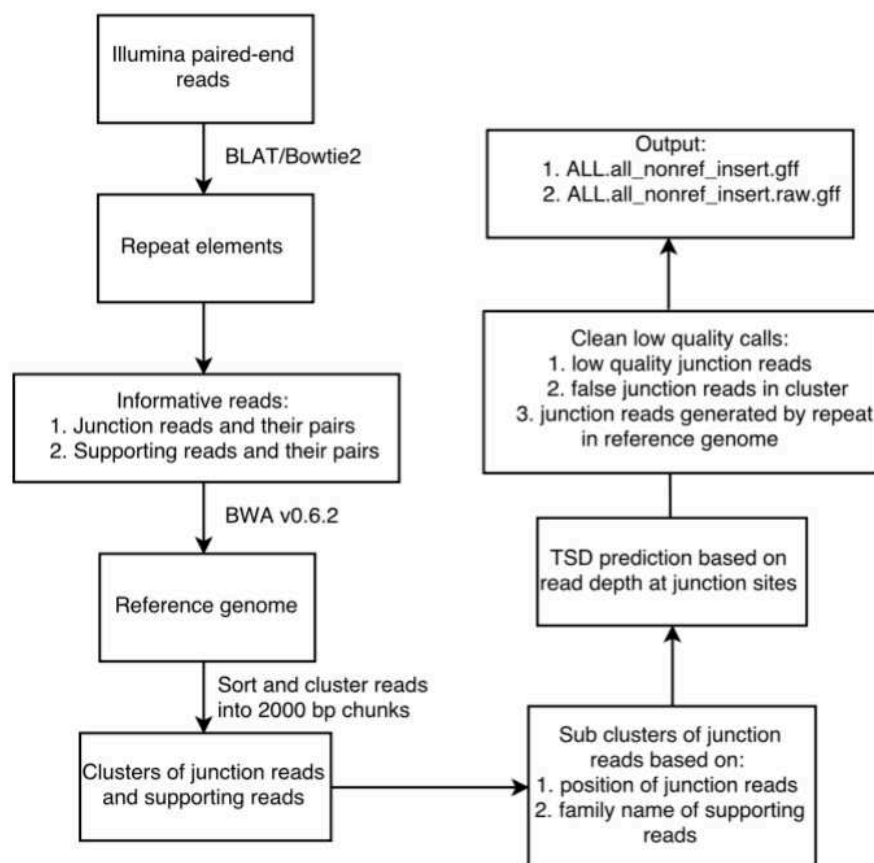 Illumina paired-end
reads
BLAT/Bowtie2
Repeat elements
Informative reads:
1. Junction reads and their pairs
2. Supporting reads and their pairs
BWA v0.6.2
Reference genome
Sort and cluster reads
into 2000 bp chunks
Clusters of junction reads
and supporting reads
Sub clusters of junction
reads based on:
1. position of junction reads
2. family name of supporting
reads
TSD prediction based on
read depth at junction sites
Clean low quality calls:
1. low quality junction reads
2. false junction reads in cluster
3. junction reads generated by repeat
in reference genome
Output:
1. ALL.all_nonref_insert.gff
2. ALL.all_nonref_insert.raw.gff